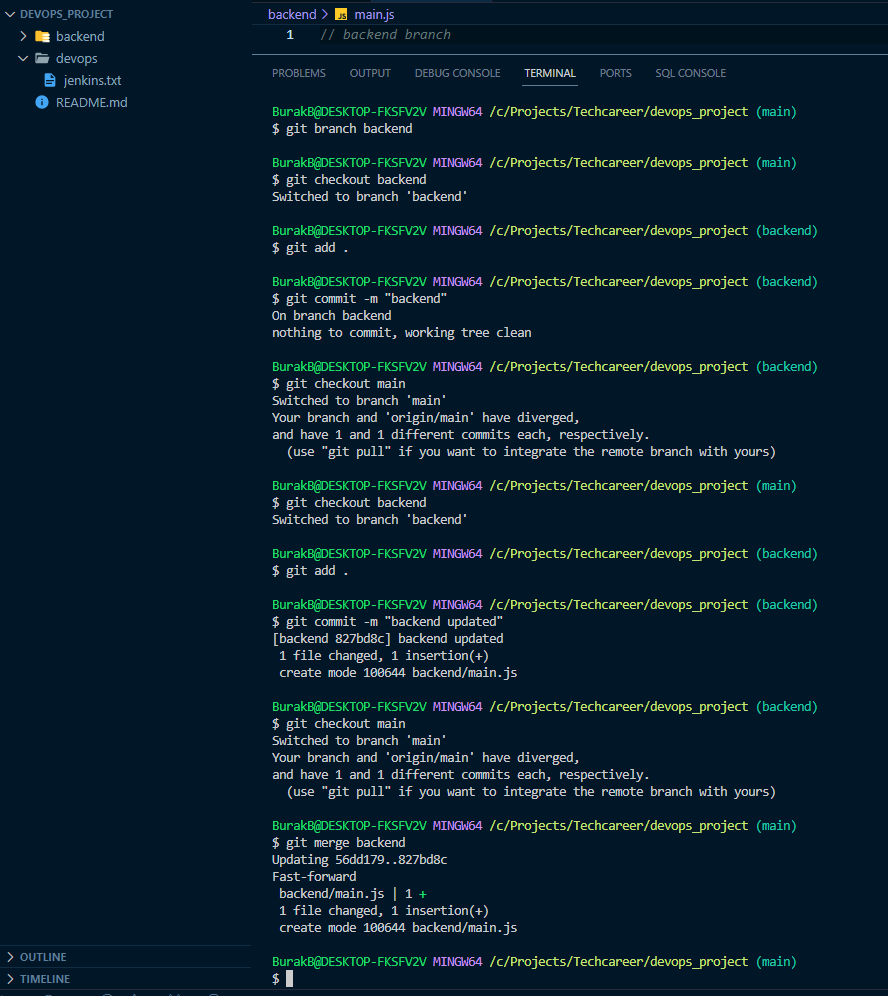 DEVOPS_PROJECT
backend
devops
jenkins.txt
README.md
OUTLINE
TIMELINE
backend > JS main.js
1 // backend branch
PROBLEMS OUTPUT DEBUG CONSOLE TERMINAL PORTS SQL CONSOLE
BurakB@DESKTOP-FKSFV2V MINGW64 /c/Projects/Techcareer/devops_project (main)
$ git branch backend
BurakB@DESKTOP-FKSFV2V MINGW64 /c/Projects/Techcareer/devops_project (main)
$ git checkout backend
Switched to branch 'backend'
BurakB@DESKTOP-FKSFV2V MINGW64 /c/Projects/Techcareer/devops_project (backend)
$ git add .
BurakB@DESKTOP-FKSFV2V MINGW64 /c/Projects/Techcareer/devops_project (backend)
$ git commit -m "backend"
On branch backend
nothing to commit, working tree clean
BurakB@DESKTOP-FKSFV2V MINGW64 /c/Projects/Techcareer/devops_project (backend)
$ git checkout main
Switched to branch 'main'
Your branch and 'origin/main' have diverged,
and have 1 and 1 different commits each, respectively.
(use "git pull" if you want to integrate the remote branch with yours)
BurakB@DESKTOP-FKSFV2V MINGW64 /c/Projects/Techcareer/devops_project (main)
$ git checkout backend
Switched to branch 'backend'
BurakB@DESKTOP-FKSFV2V MINGW64 /c/Projects/Techcareer/devops_project (backend)
$ git add .
BurakB@DESKTOP-FKSFV2V MINGW64 /c/Projects/Techcareer/devops_project (backend)
$ git commit -m "backend updated"
[backend 827bd8c] backend updated
1 file changed, 1 insertion(+)
create mode 100644 backend/main.js
BurakB@DESKTOP-FKSFV2V MINGW64 /c/Projects/Techcareer/devops_project (backend)
$ git checkout main
Switched to branch 'main'
Your branch and 'origin/main' have diverged,
and have 1 and 1 different commits each, respectively.
(use "git pull" if you want to integrate the remote branch with yours)
BurakB@DESKTOP-FKSFV2V MINGW64 /c/Projects/Techcareer/devops_project (main)
$ git merge backend
Updating 56dd179..827bd8c
Fast-forward
backend/main.js | 1 +
1 file changed, 1 insertion(+)
create mode 100644 backend/main.js
BurakB@DESKTOP-FKSFV2V MINGW64 /c/Projects/Techcareer/devops_project (main)
$